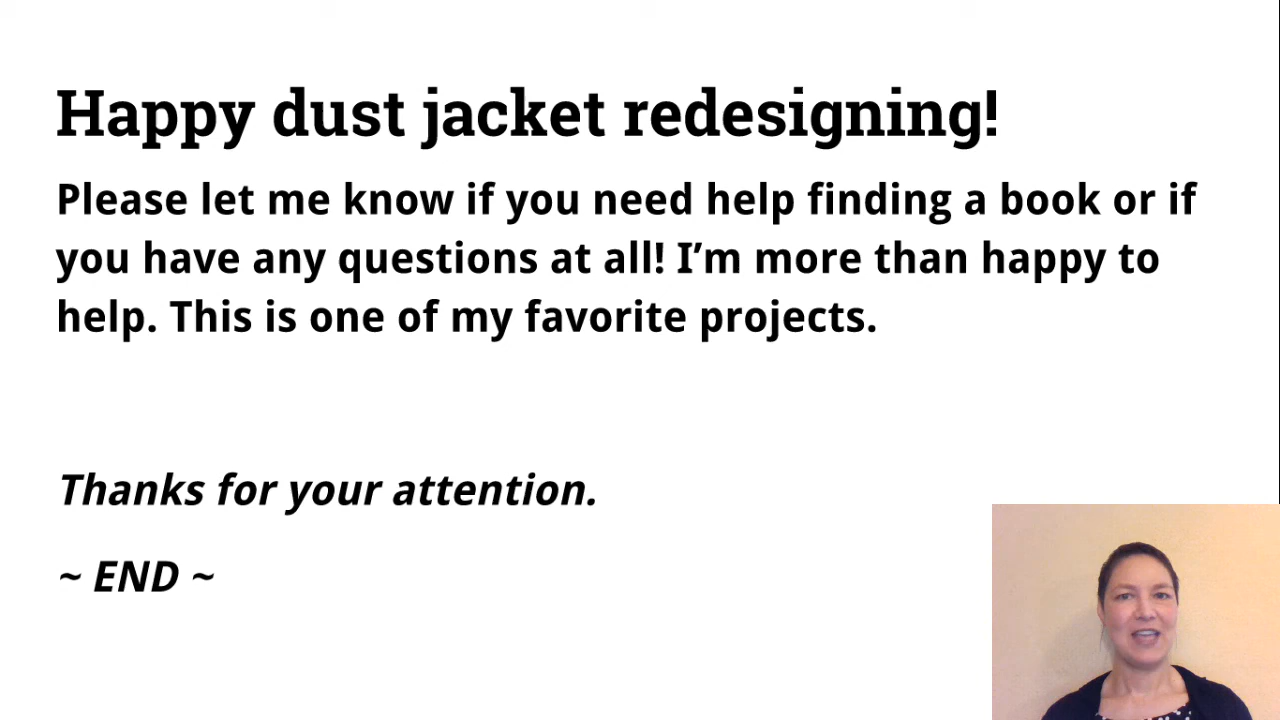 Happy dust jacket redesigning!
Please let me know if you need help finding a book or if
you have any questions at all! I’m more than happy to
help. This is one of my favorite projects.
Thanks for your attention.
~ END ~